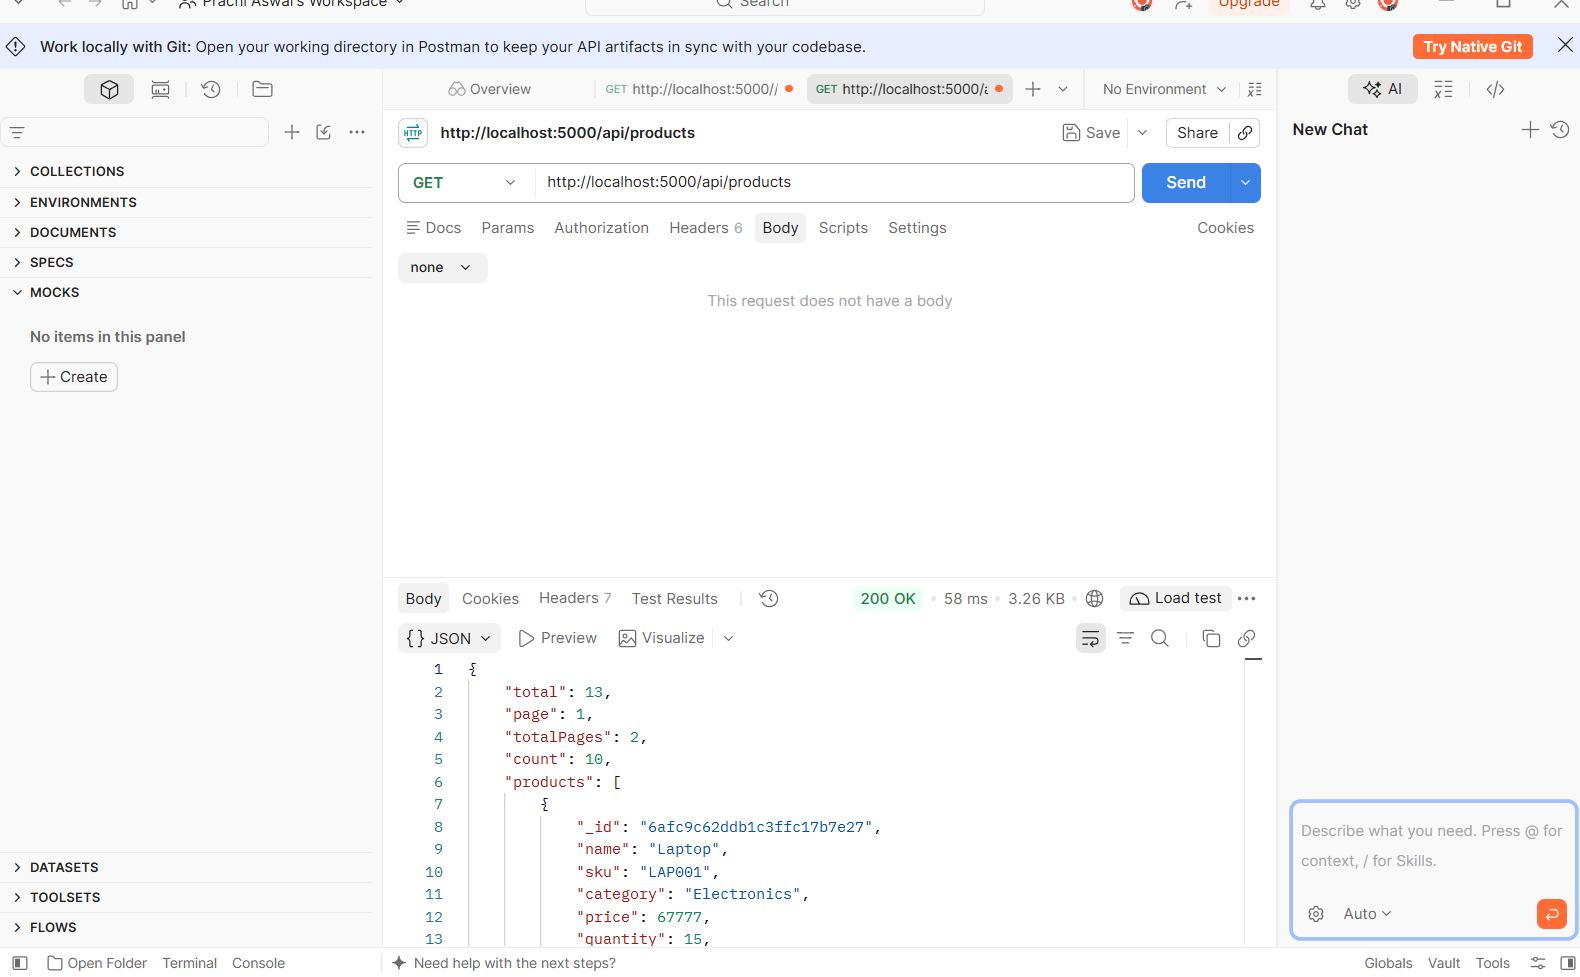 Prachi Aswal's Workspace
Search
Upgrade
Work locally with Git: Open your working directory in Postman to keep your API artifacts in sync with your codebase.
Try Native Git
Overview
GET http://localhost:5000//
GET http://localhost:5000/a
No Environment
AI
http://localhost:5000/api/products
Save
Share
New Chat
GET
http://localhost:5000/api/products
Send
COLLECTIONS
ENVIRONMENTS
DOCUMENTS
SPECS
MOCKS
No items in this panel
Create
Docs
Params
Authorization
Headers 6
Body
Scripts
Settings
Cookies
none
This request does not have a body
Body
Cookies
Headers 7
Test Results
200 OK
58 ms
3.26 KB
Load test
{} JSON
Preview
Visualize
1 {
2 "total": 13,
3 "page": 1,
4 "totalPages": 2,
5 "count": 10,
6 "products": [
7 {
8 "_id": "6afc9c62ddb1c3ffc17b7e27",
9 "name": "Laptop",
10 "sku": "LAP001",
11 "category": "Electronics",
12 "price": 67777,
13 "quantity": 15,
DATASETS
TOOLSETS
FLOWS
Describe what you need. Press @ for
context, / for Skills.
Auto
Open Folder
Terminal
Console
Need help with the next steps?
Globals
Vault
Tools